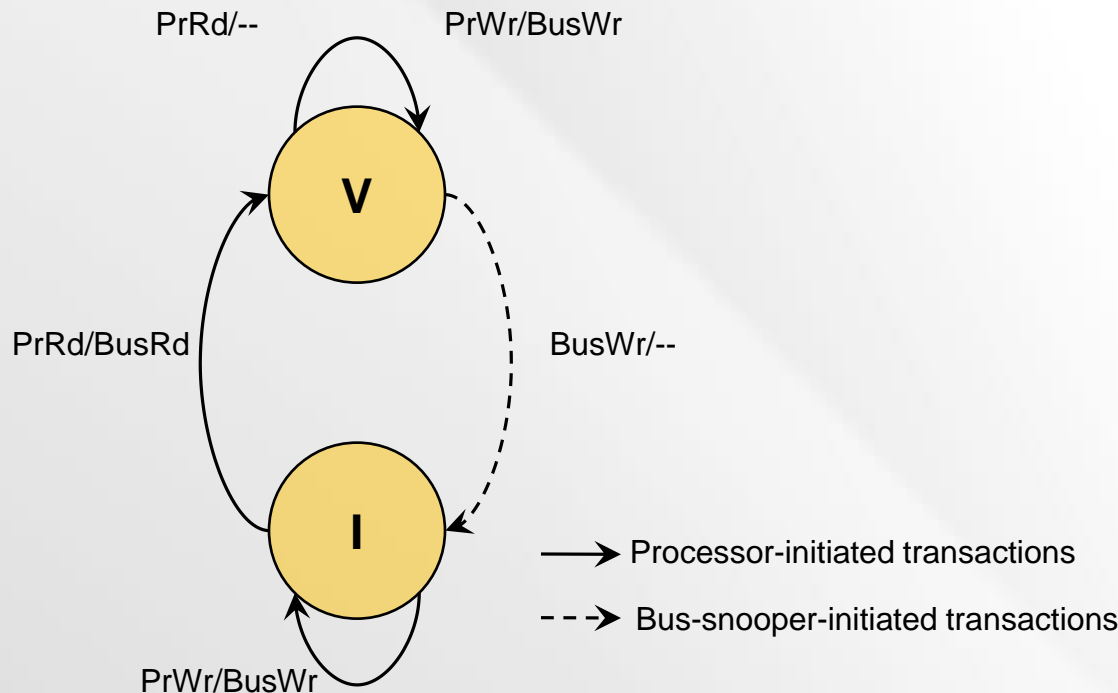 PrRd/-- PrWr/BusWr
V
PrRd/BusRd BusWr/--
I
Processor-initiated transactions
Bus-snooper-initiated transactions
PrWr/BusWr